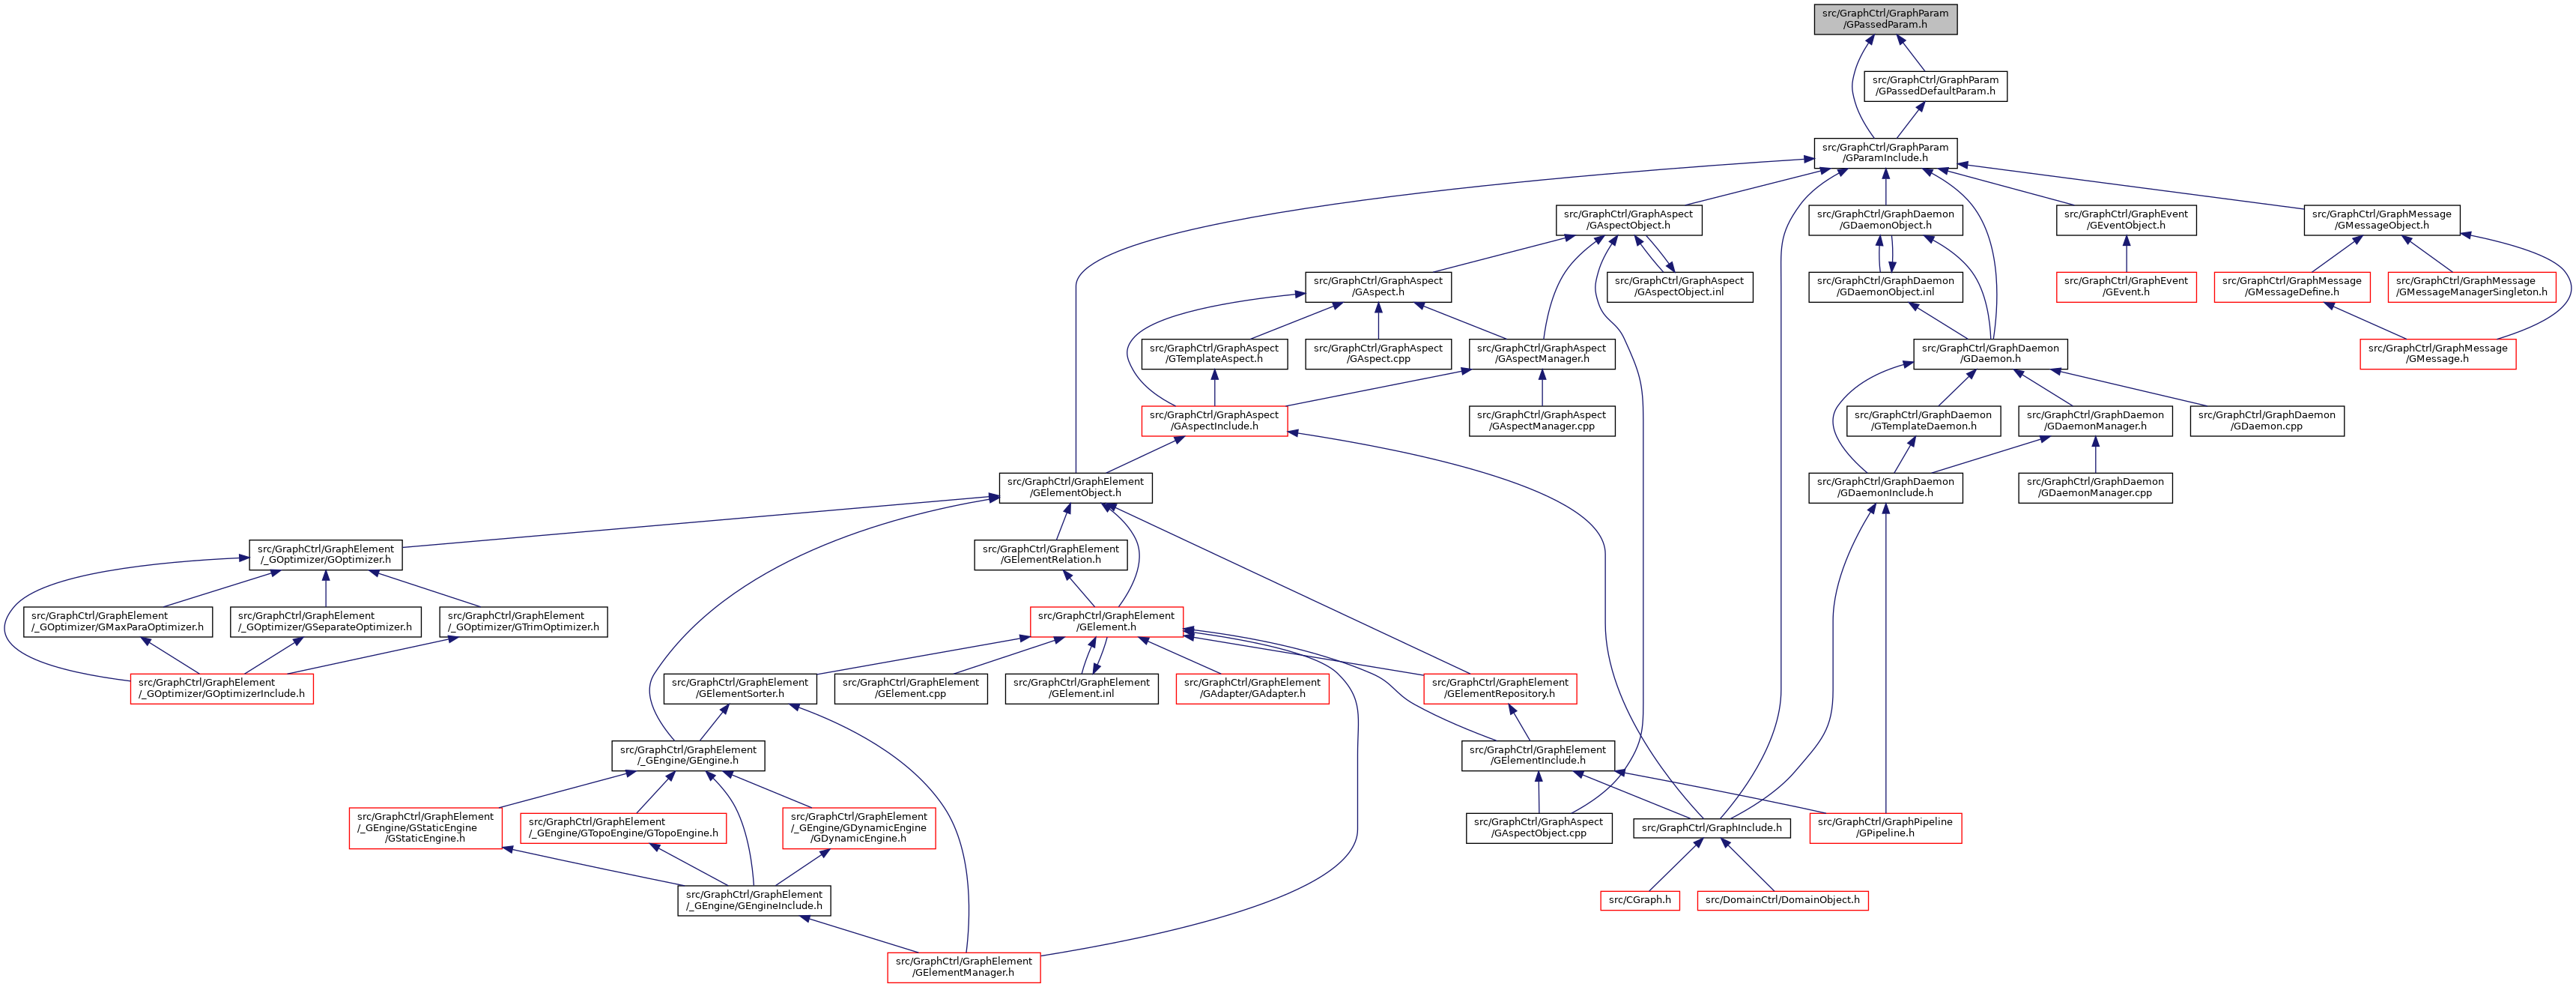 src/GraphCtrl/GraphParam
/GPassedParam.h
src/GraphCtrl/GraphParam
/GPassedDefaultParam.h
src/GraphCtrl/GraphParam
/GParamInclude.h
src/GraphCtrl/GraphAspect
/GAspectObject.h
src/GraphCtrl/GraphDaemon
/GDaemonObject.h
src/GraphCtrl/GraphEvent
/GEventObject.h
src/GraphCtrl/GraphMessage
/GMessageObject.h
src/GraphCtrl/GraphAspect
/GAspect.h
src/GraphCtrl/GraphAspect
/GAspectObject.inl
src/GraphCtrl/GraphDaemon
/GDaemonObject.inl
src/GraphCtrl/GraphEvent
/GEvent.h
src/GraphCtrl/GraphMessage
/GMessageDefine.h
src/GraphCtrl/GraphMessage
/GMessageManagerSingleton.h
src/GraphCtrl/GraphAspect
/GTemplateAspect.h
src/GraphCtrl/GraphAspect
/GAspect.cpp
src/GraphCtrl/GraphAspect
/GAspectManager.h
src/GraphCtrl/GraphDaemon
/GDaemon.h
src/GraphCtrl/GraphMessage
/GMessage.h
src/GraphCtrl/GraphAspect
/GAspectInclude.h
src/GraphCtrl/GraphAspect
/GAspectManager.cpp
src/GraphCtrl/GraphDaemon
/GTemplateDaemon.h
src/GraphCtrl/GraphDaemon
/GDaemonManager.h
src/GraphCtrl/GraphDaemon
/GDaemon.cpp
src/GraphCtrl/GraphElement
/GElementObject.h
src/GraphCtrl/GraphDaemon
/GDaemonInclude.h
src/GraphCtrl/GraphDaemon
/GDaemonManager.cpp
src/GraphCtrl/GraphElement
/_GOptimizer/GOptimizer.h
src/GraphCtrl/GraphElement
/GElementRelation.h
src/GraphCtrl/GraphElement
/_GOptimizer/GMaxParaOptimizer.h
src/GraphCtrl/GraphElement
/_GOptimizer/GSeparateOptimizer.h
src/GraphCtrl/GraphElement
/_GOptimizer/GTrimOptimizer.h
src/GraphCtrl/GraphElement
/GElement.h
src/GraphCtrl/GraphElement
/_GOptimizer/GOptimizerInclude.h
src/GraphCtrl/GraphElement
/GElementSorter.h
src/GraphCtrl/GraphElement
/GElement.cpp
src/GraphCtrl/GraphElement
/GElement.inl
src/GraphCtrl/GraphElement
/GAdapter/GAdapter.h
src/GraphCtrl/GraphElement
/GElementRepository.h
src/GraphCtrl/GraphElement
/_GEngine/GEngine.h
src/GraphCtrl/GraphElement
/GElementInclude.h
src/GraphCtrl/GraphElement
/_GEngine/GStaticEngine
/GStaticEngine.h
src/GraphCtrl/GraphElement
/_GEngine/GTopoEngine/GTopoEngine.h
src/GraphCtrl/GraphElement
/_GEngine/GDynamicEngine
/GDynamicEngine.h
src/GraphCtrl/GraphAspect
/GAspectObject.cpp
src/GraphCtrl/GraphInclude.h
src/GraphCtrl/GraphPipeline
/GPipeline.h
src/GraphCtrl/GraphElement
/_GEngine/GEngineInclude.h
src/CGraph.h
src/DomainCtrl/DomainObject.h
src/GraphCtrl/GraphElement
/GElementManager.h